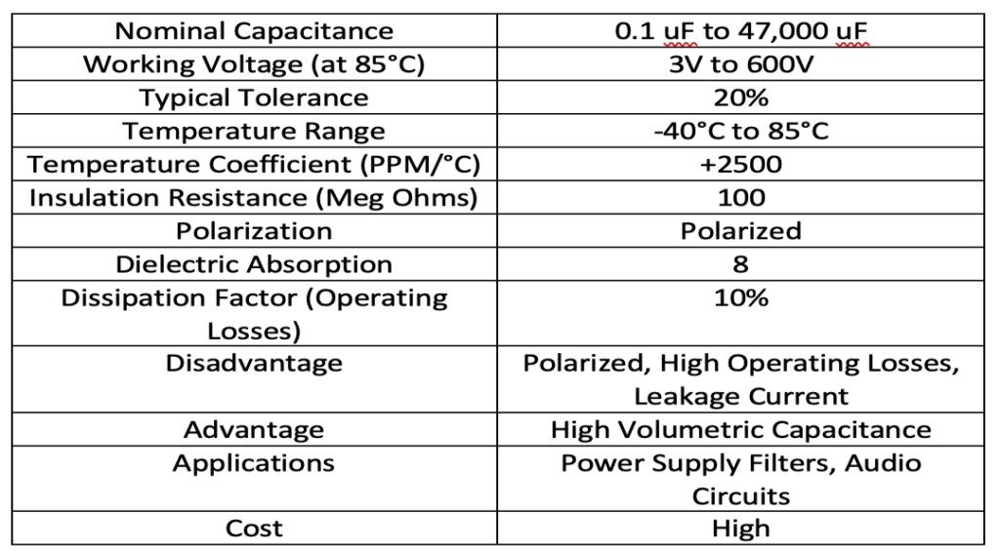 Nominal Capacitance 0.1 uF to 47,000 uF
Working Voltage (at 85°C) 3V to 600V
Typical Tolerance 20%
Temperature Range -40°C to 85°C
Temperature Coefficient (PPM/°C) +2500
Insulation Resistance (Meg Ohms) 100
Polarization Polarized
Dielectric Absorption 8
Dissipation Factor (Operating 10%
Losses)
Disadvantage Polarized, High Operating Losses,
Leakage Current
Advantage High Volumetric Capacitance
Applications Power Supply Filters, Audio
Circuits
Cost High